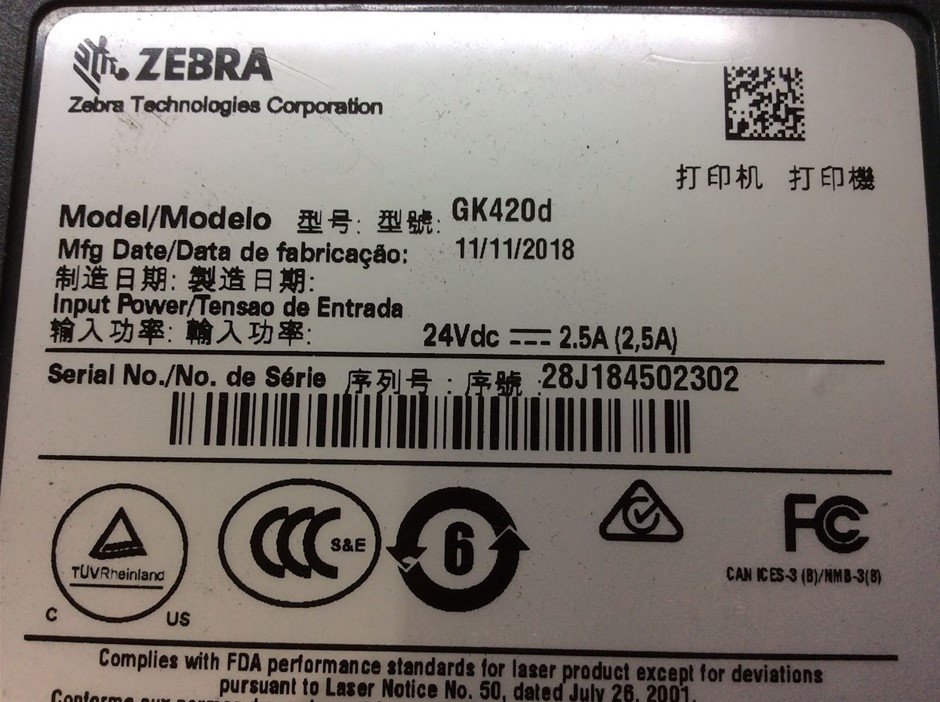 ZEBRA
Zebra Technologies Corporation
打印机 打印機
Model/Modelo 型号: 型號: GK420d
Mfg Date/Data de fabricação: 11/11/2018
制造日期: 製造日期:
Input Power/Tensao de Entrada
输入功率: 輸入功率: 24Vdc 2.5A (2,5A)
Serial No./No. de Série 序列号: 序號: 28J184502302
TÜVRheinland
C US
CCC S&E
6
FC
CAN ICES-3 (B)/NMB-3(B)
Complies with FDA performance standards for laser product except for deviations
pursuant to Laser Notice No. 50, dated July 26, 2001.